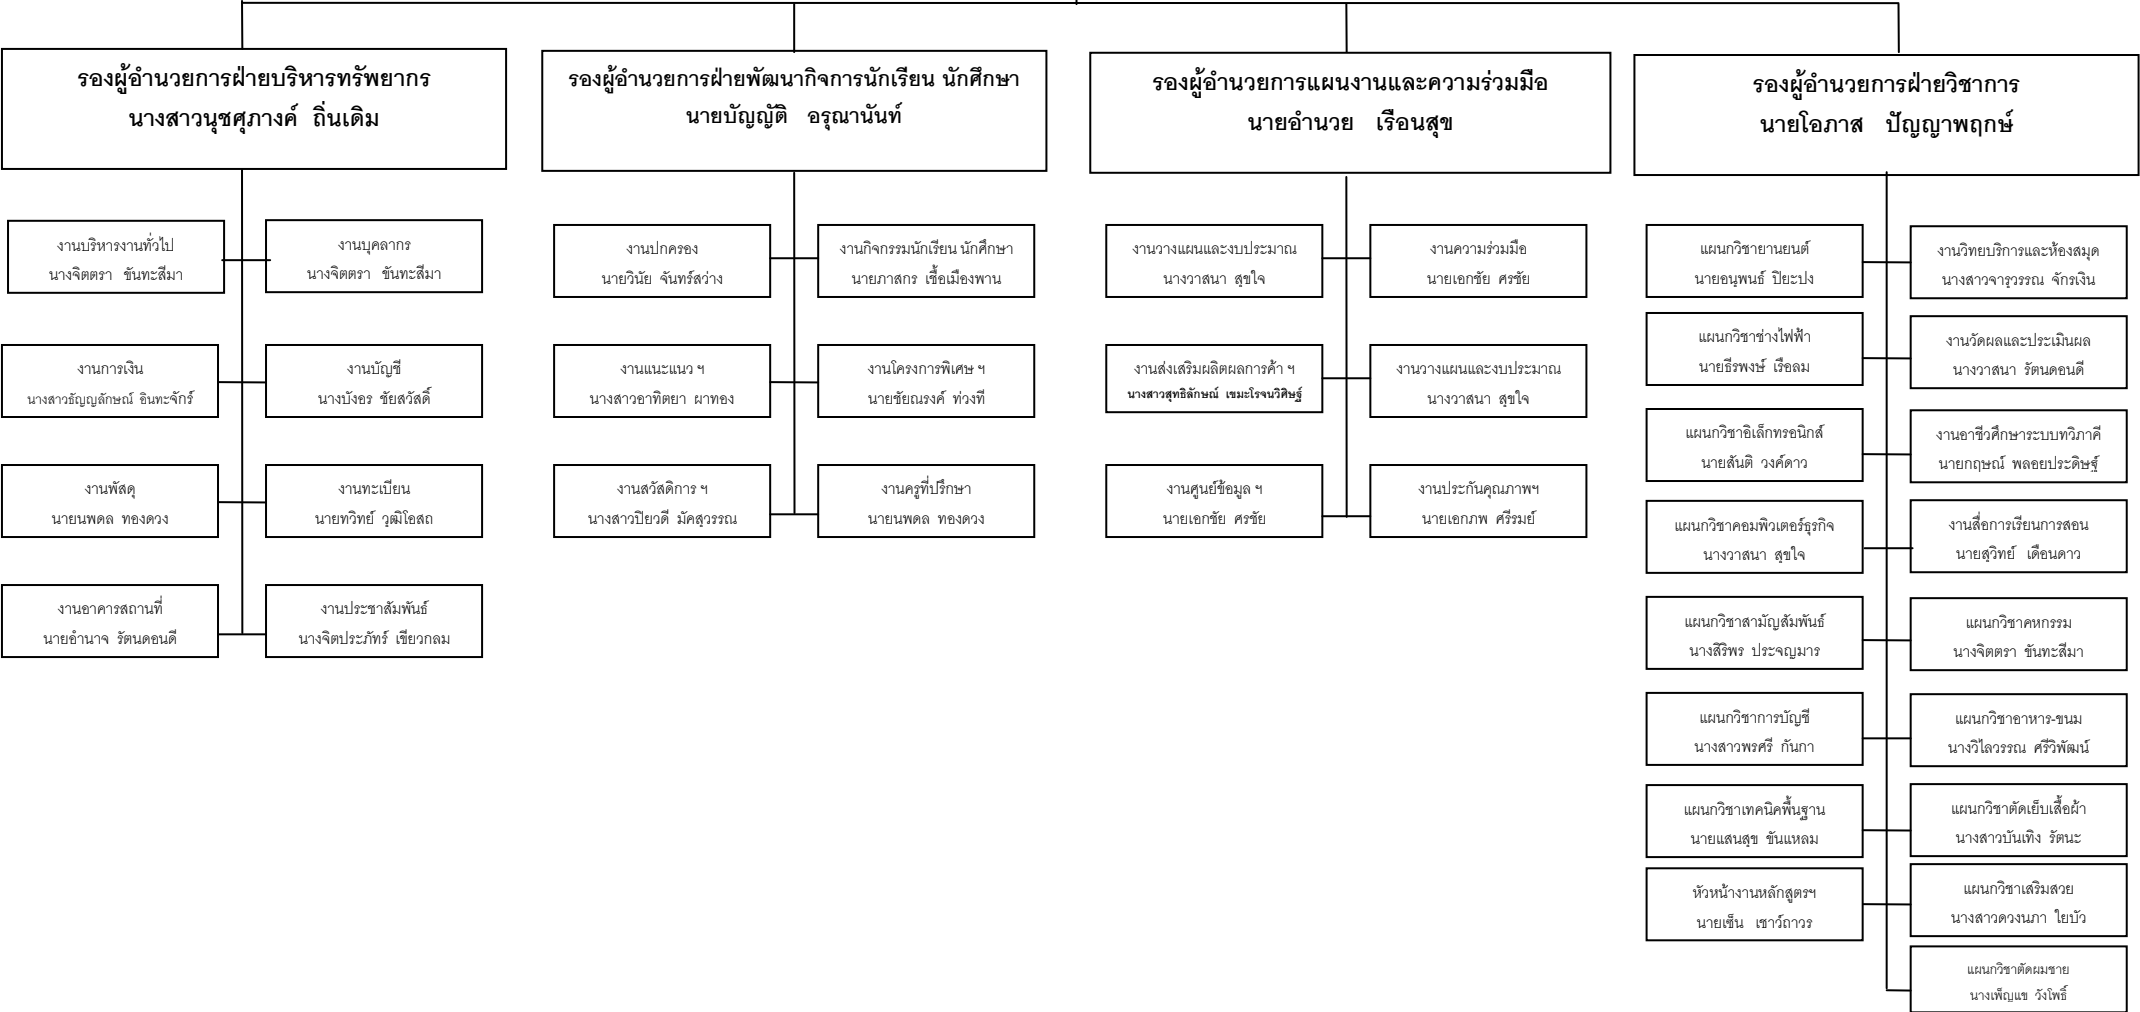 รองผู้อำนวยการฝ่ายบริหารทรัพยากร
นางสาวนุชศุภางค์ ถิ่นเดิม
งานบริหารงานทั่วไป
นางจิตตรา ขันทะสีมา
งานบุคลากร
นางจิตตรา ขันทะสีมา
งานการเงิน
นางสาวธัญญลักษณ์ อินทะจักร์
งานบัญชี
นางบังอร ชัยสวัสดิ์
งานพัสดุ
นายนพดล ทองดวง
งานทะเบียน
นายทวิทย์ วุฒิโอสถ
งานอาคารสถานที่
นายอำนาจ รัตนดอนดี
งานประชาสัมพันธ์
นางจิตประภัทร์ เขียวกลม
รองผู้อำนวยการฝ่ายพัฒนากิจการนักเรียน นักศึกษา
นายบัญญัติ อรุณานันท์
งานปกครอง
นายวินัย จันทร์สว่าง
งานกิจกรรมนักเรียน นักศึกษา
นายภาสกร เชื้อเมืองพาน
งานแนะแนว ฯ
นางสาวอาทิตยา ผาทอง
งานโครงการพิเศษ ฯ
นายชัยณรงค์ ท่วงที
งานสวัสดิการ ฯ
นางสาวปิยวดี มัคสุวรรณ
งานครูที่ปรึกษา
นายนพดล ทองดวง
รองผู้อำนวยการแผนงานและความร่วมมือ
นายอำนวย เรือนสุข
งานวางแผนและงบประมาณ
นางวาสนา สุขใจ
งานความร่วมมือ
นายเอกชัย ศรชัย
งานส่งเสริมผลิตผลการค้า ฯ
นางสาวสุทธิลักษณ์ เขมะโรจนวิศิษฐ์
งานวางแผนและงบประมาณ
นางวาสนา สุขใจ
งานศูนย์ข้อมูล ฯ
นายเอกชัย ศรชัย
งานประกันคุณภาพฯ
นายเอกภพ ศรีรมย์
รองผู้อำนวยการฝ่ายวิชาการ
นายโอภาส ปัญญาพฤกษ์
แผนกวิชายานยนต์
นายอนุพนธ์ ปิยะปง
งานวิทยบริการและห้องสมุด
นางสาวจารุวรรณ จักรเงิน
แผนกวิชาช่างไฟฟ้า
นายธีรพงษ์ เรือลม
งานวัดผลและประเมินผล
นางวาสนา รัตนดอนดี
แผนกวิชาอิเล็กทรอนิกส์
นายสันติ วงค์ดาว
งานอาชีวศึกษาระบบทวิภาคี
นายกฤษณ์ พลอยประดิษฐ์
แผนกวิชาคอมพิวเตอร์ธุรกิจ
นางวาสนา สุขใจ
งานสื่อการเรียนการสอน
นายสุวิทย์ เดือนดาว
แผนกวิชาสามัญสัมพันธ์
นางสิริพร ประจญมาร
แผนกวิชาคหกรรม
นางจิตตรา ขันทะสีมา
แผนกวิชาการบัญชี
นางสาวพรศรี กันกา
แผนกวิชาอาหาร-ขนม
นางวิไลวรรณ ศรีวิพัฒน์
แผนกวิชาเทคนิคพื้นฐาน
นายแสนสุข ขันแหลม
แผนกวิชาตัดเย็บเสื้อผ้า
นางสาวบันเทิง รัตนะ
หัวหน้างานหลักสูตรฯ
นายเซ็น เชาว์ถาวร
แผนกวิชาเสริมสวย
นางสาวดวงนภา ใยบัว
แผนกวิชาตัดผมชาย
นางเพ็ญแข วังโพธิ์